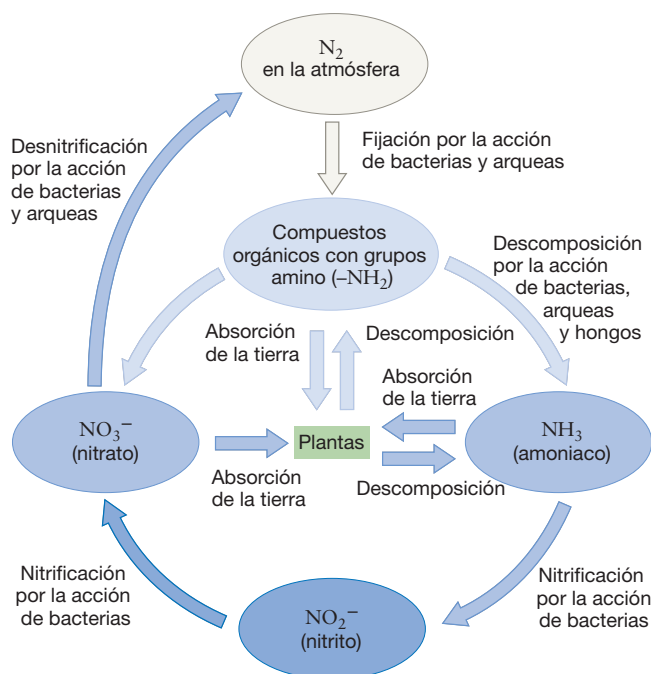 N₂
en la atmósfera
Desnitrificación
por la acción
de bacterias
y arqueas
Fijación por la acción
de bacterias y arqueas
Compuestos
orgánicos con grupos
amino (–NH₂)
Descomposición
por la acción
de bacterias,
arqueas
y hongos
Absorción
de la tierra
Descomposición
Absorción
de la tierra
NO₃⁻
(nitrato)
Plantas
NH₃
(amoniaco)
Absorción
de la tierra
Descomposición
Nitrificación
por la acción
de bacterias
NO₂⁻
(nitrito)
Nitrificación
por la acción
de bacterias